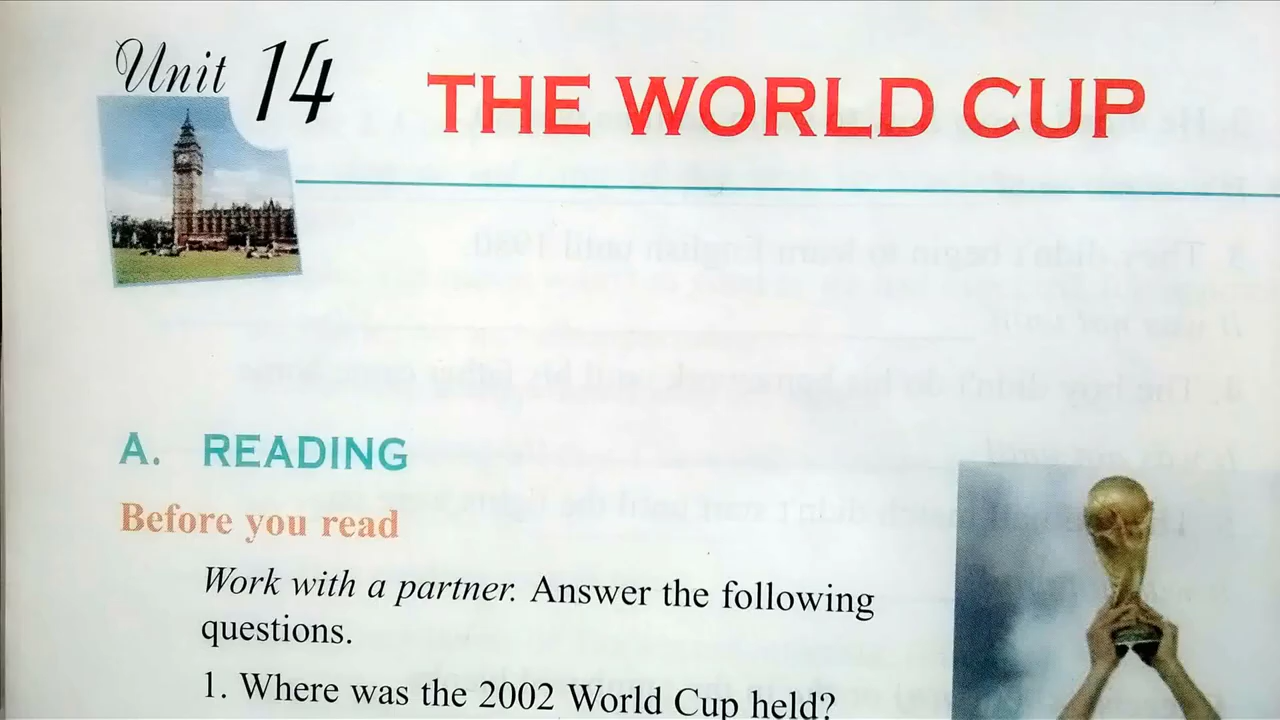 Unit 14
THE WORLD CUP
A. READING
Before you read
Work with a partner. Answer the following
questions.
1. Where was the 2002 World Cup held?